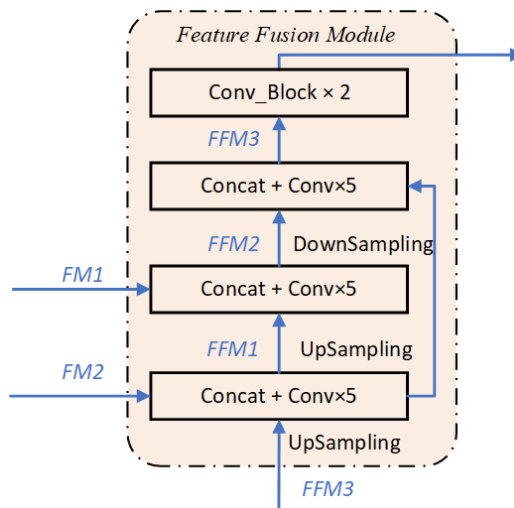 Feature Fusion Module
Conv_Block × 2
FFM3
Concat + Conv×5
FFM2 DownSampling
FM1
Concat + Conv×5
FFM1 UpSampling
FM2
Concat + Conv×5
UpSampling
FFM3